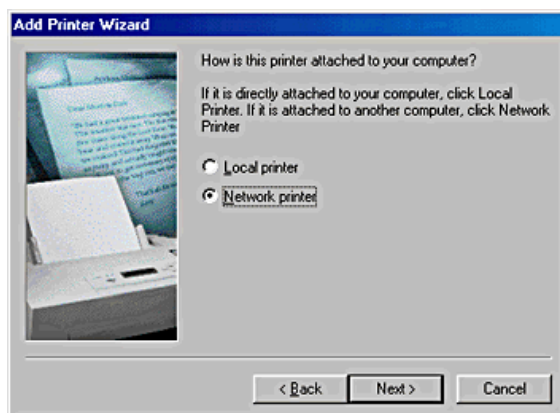 Add Printer Wizard
How is this printer attached to your computer?
If it is directly attached to your computer, click Local
Printer. If it is attached to another computer, click Network
Printer
Local printer
Network printer
< Back
Next >
Cancel